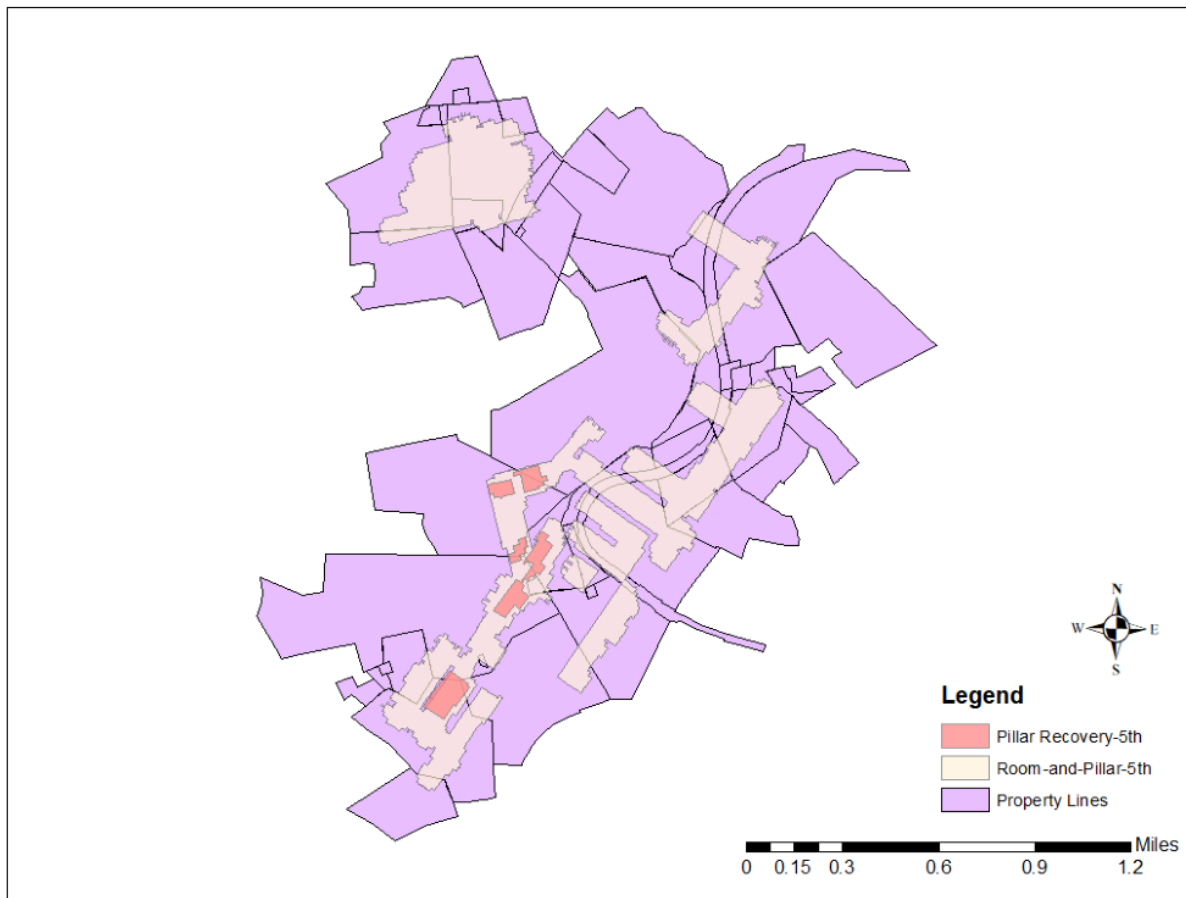 N
W E
S
Legend
Pillar Recovery-5th
Room-and-Pillar-5th
Property Lines
Miles
0 0.15 0.3 0.6 0.9 1.2